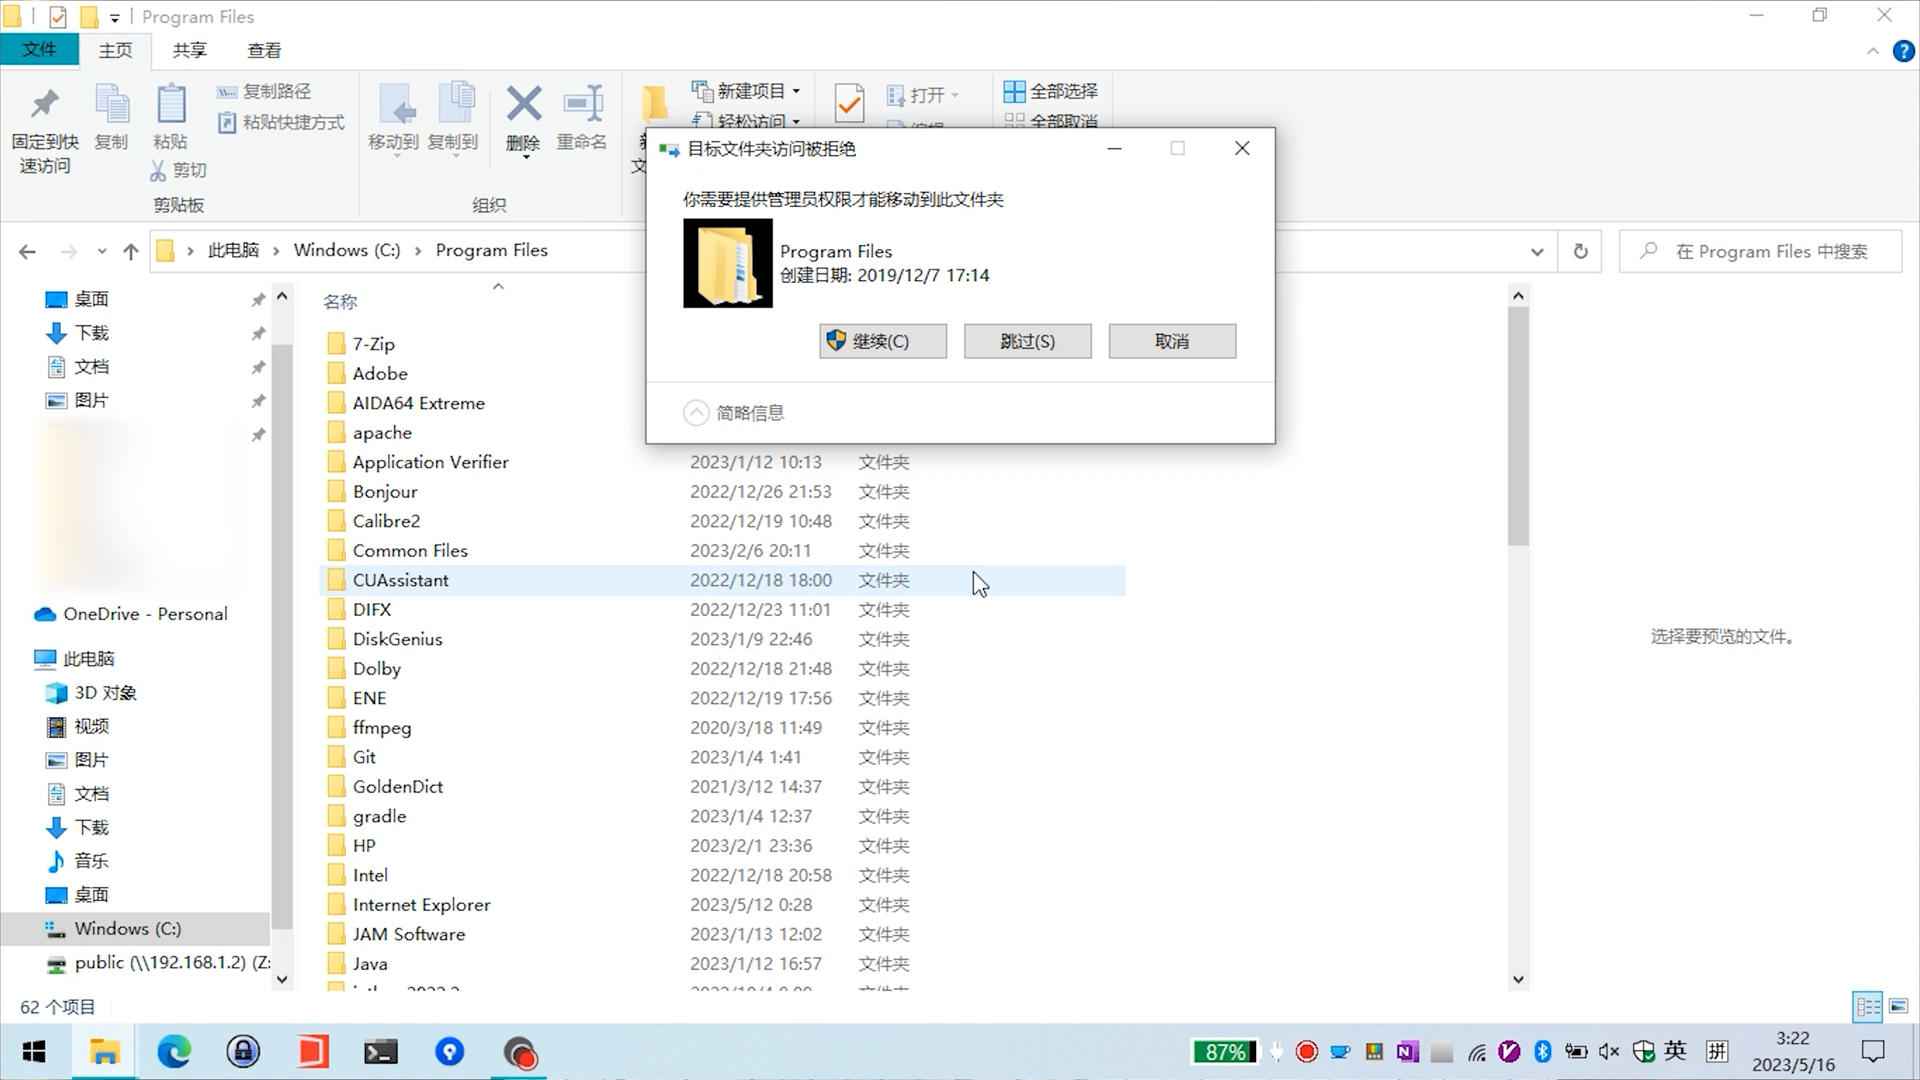 Program Files
文件
主页
共享
查看
固定到快
速访问
复制
粘贴
复制路径
粘贴快捷方式
剪切
剪贴板
移动到
复制到
删除
重命名
组织
新建项目
轻松访问
打开
全部选择
全部取消
目标文件夹访问被拒绝
你需要提供管理员权限才能移动到此文件夹
Program Files
创建日期: 2019/12/7 17:14
继续(C)
跳过(S)
取消
简略信息
此电脑
Windows (C:)
Program Files
在 Program Files 中搜索
桌面
下载
文档
图片
OneDrive - Personal
此电脑
3D 对象
视频
图片
文档
下载
音乐
桌面
Windows (C:)
public (\\192.168.1.2) (Z:
名称
7-Zip
Adobe
AIDA64 Extreme
apache
Application Verifier 2023/1/12 10:13 文件夹
Bonjour 2022/12/26 21:53 文件夹
Calibre2 2022/12/19 10:48 文件夹
Common Files 2023/2/6 20:11 文件夹
CUAssistant 2022/12/18 18:00 文件夹
DIFX 2022/12/23 11:01 文件夹
DiskGenius 2023/1/9 22:46 文件夹
Dolby 2022/12/18 21:48 文件夹
ENE 2022/12/19 17:56 文件夹
ffmpeg 2020/3/18 11:49 文件夹
Git 2023/1/4 1:41 文件夹
GoldenDict 2021/3/12 14:37 文件夹
gradle 2023/1/4 12:37 文件夹
HP 2023/2/1 23:36 文件夹
Intel 2022/12/18 20:58 文件夹
Internet Explorer 2023/5/12 0:28 文件夹
JAM Software 2023/1/13 12:02 文件夹
Java 2023/1/12 16:57 文件夹
选择要预览的文件。
62 个项目
87%
英
拼
3:22
2023/5/16